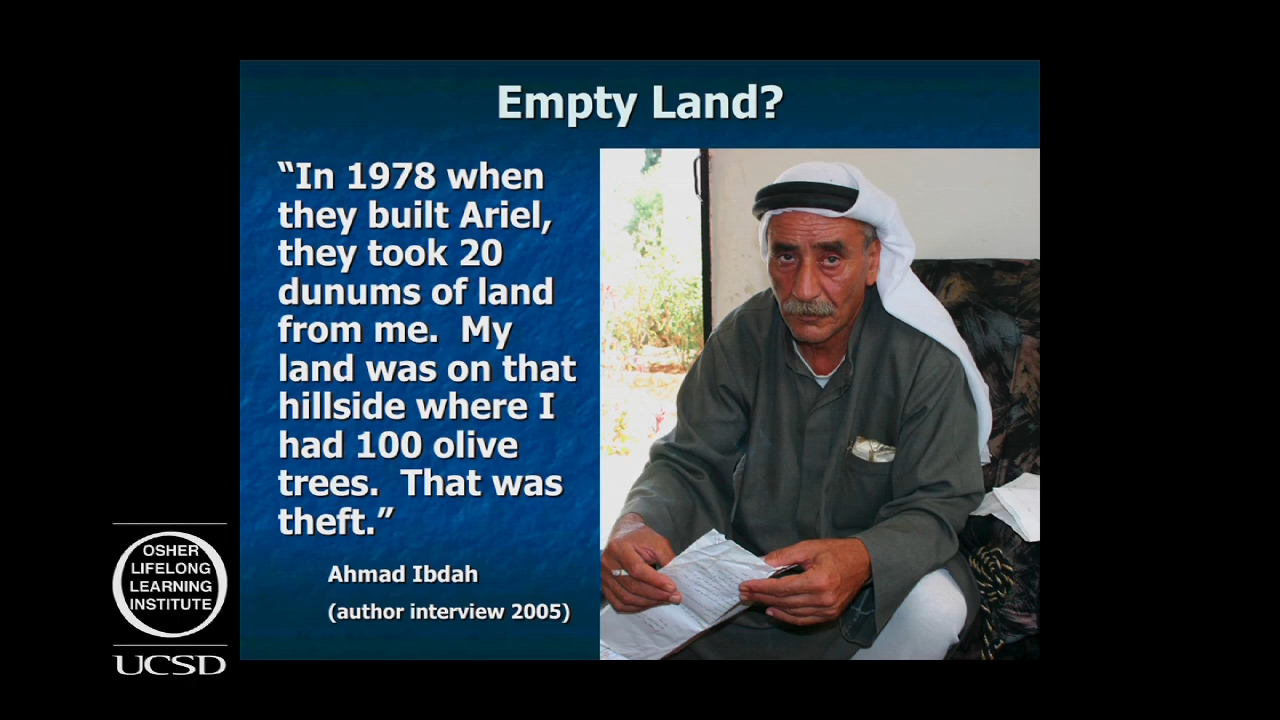 Empty Land?
“In 1978 when
they built Ariel,
they took 20
dunums of land
from me.  My
land was on that
hillside where I
had 100 olive
trees.  That was
theft.”
Ahmad Ibdah
(author interview 2005)
OSHER
LIFELONG
LEARNING
INSTITUTE
UCSD